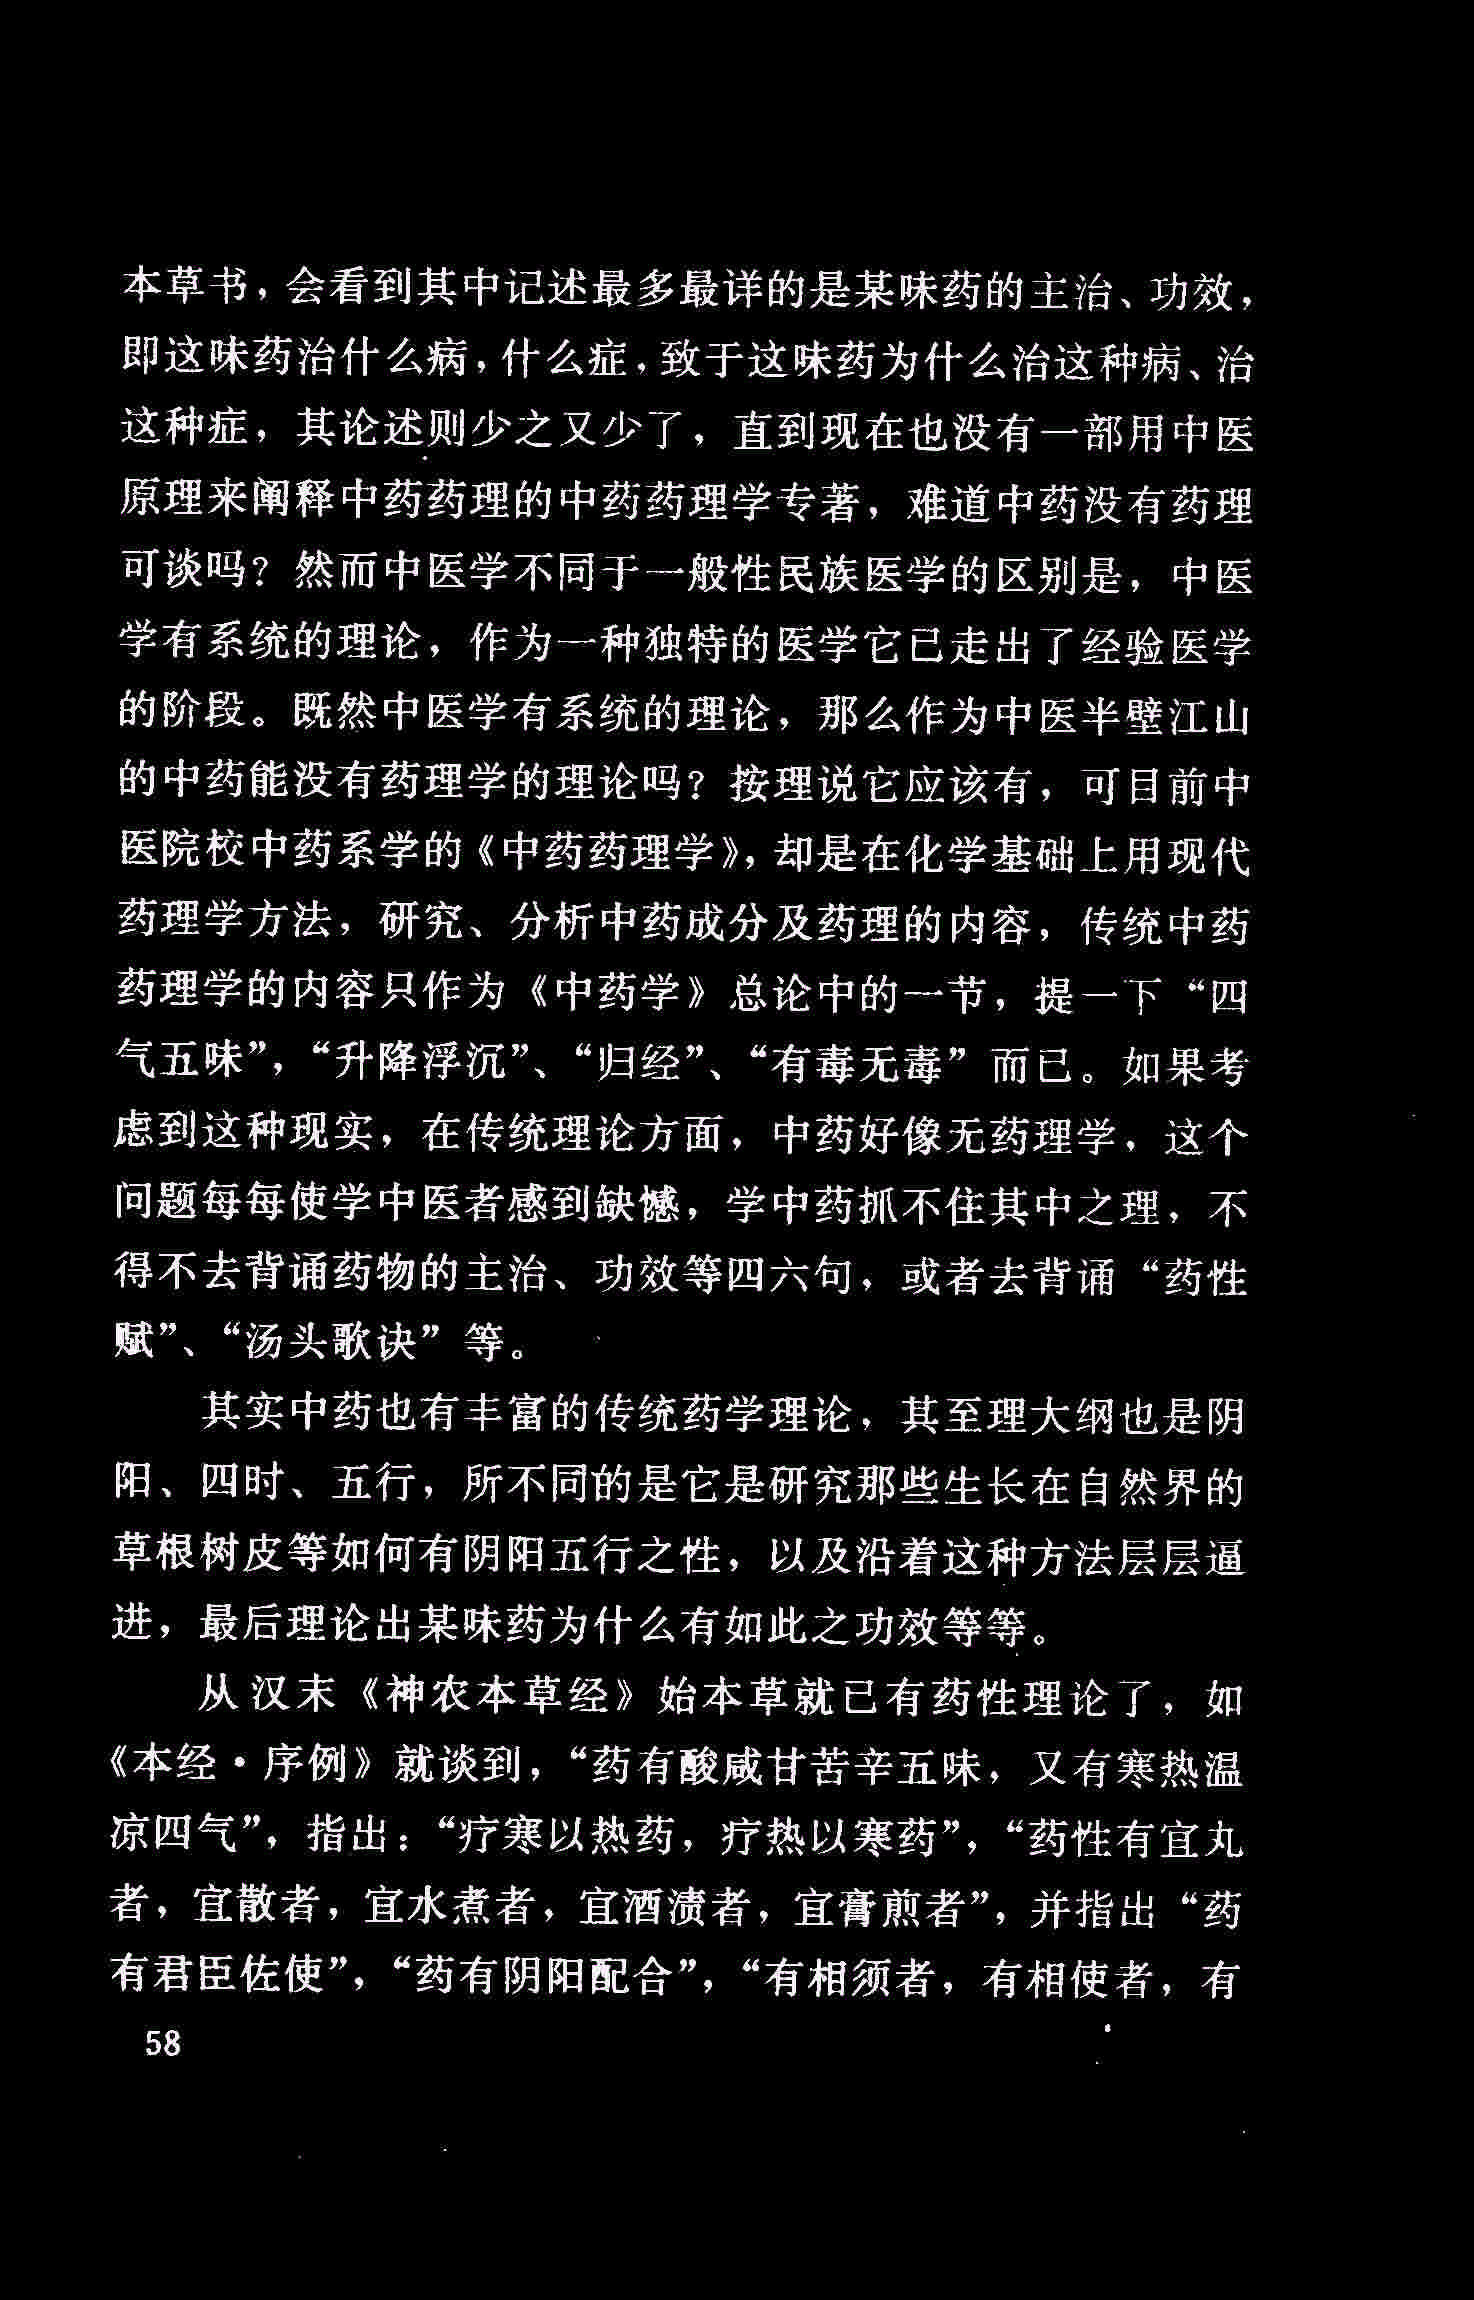 本草书，会看到其中记述最多最详的是某味药的主治、功效，
即这味药治什么病，什么症，致于这味药为什么治这种病、治
这种症，其论述则少之又少了，直到现在也没有一部用中医
原理来阐释中药药理的中药药理学专著，难道中药没有药理
可谈吗？然而中医学不同于一般性民族医学的区别是，中医
学有系统的理论，作为一种独特的医学它已走出了经验医学
的阶段。既然中医学有系统的理论，那么作为中医半壁江山
的中药能没有药理学的理论吗？按理说它应该有，可目前中
医院校中药系学的《中药药理学》，却是在化学基础上用现代
药理学方法，研究、分析中药成分及药理的内容，传统中药
药理学的内容只作为《中药学》总论中的一节，提一下“四
气五味”，“升降浮沉”、“归经”、“有毒无毒”而已。如果考
虑到这种现实，在传统理论方面，中药好像无药理学，这个
问题每每使学中医者感到缺憾，学中药抓不住其中之理，不
得不去背诵药物的主治、功效等四六句，或者去背诵“药性
赋”、“汤头歌诀”等。
其实中药也有丰富的传统药学理论，其至理大纲也是阴
阳、四时、五行，所不同的是它是研究那些生长在自然界的
草根树皮等如何有阴阳五行之性，以及沿着这种方法层层逼
进，最后理论出某味药为什么有如此之功效等等。
从汉末《神农本草经》始本草就已有药性理论了，如
《本经·序例》就谈到，“药有酸咸甘苦辛五味，又有寒热温
凉四气”，指出：“疗寒以热药，疗热以寒药”，“药性有宜丸
者，宜散者，宜水煮者，宜酒渍者，宜膏煎者”，并指出“药
有君臣佐使”，“药有阴阳配合”，“有相须者，有相使者，有
58